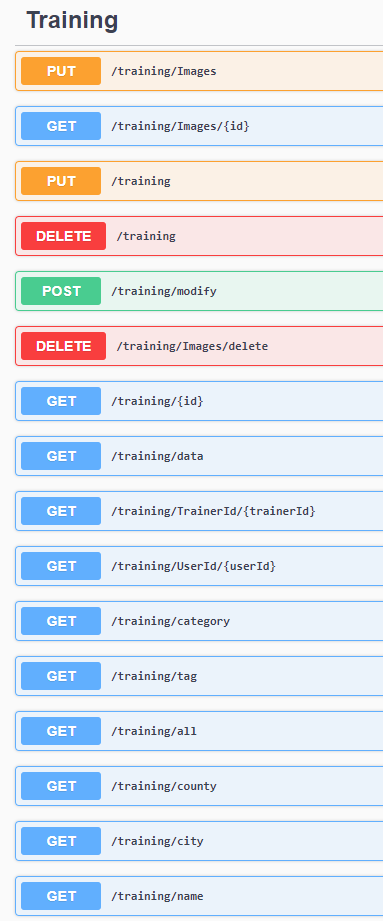 Training
PUT /training/Images
GET /training/Images/{id}
PUT /training
DELETE /training
POST /training/modify
DELETE /training/Images/delete
GET /training/{id}
GET /training/data
GET /training/TrainerId/{trainerId}
GET /training/UserId/{userId}
GET /training/category
GET /training/tag
GET /training/all
GET /training/county
GET /training/city
GET /training/name